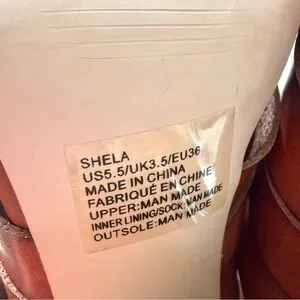 SHELA
US5.5/UK3.5/EU36
MADE IN CHINA
FABRIQUÉ EN CHINE
UPPER:MAN MADE
INNER LINING/SOCK:MAN MADE
OUTSOLE:MAN MADE